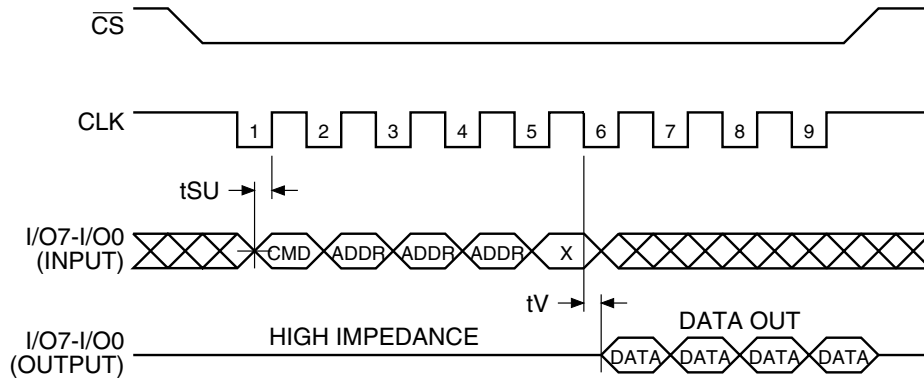 CS
CLK
1 2 3 4 5 6 7 8 9
tSU
I/O7-I/O0
(INPUT)
CMD ADDR ADDR ADDR X
tV
I/O7-I/O0
(OUTPUT)
HIGH IMPEDANCE
DATA OUT
DATA DATA DATA DATA